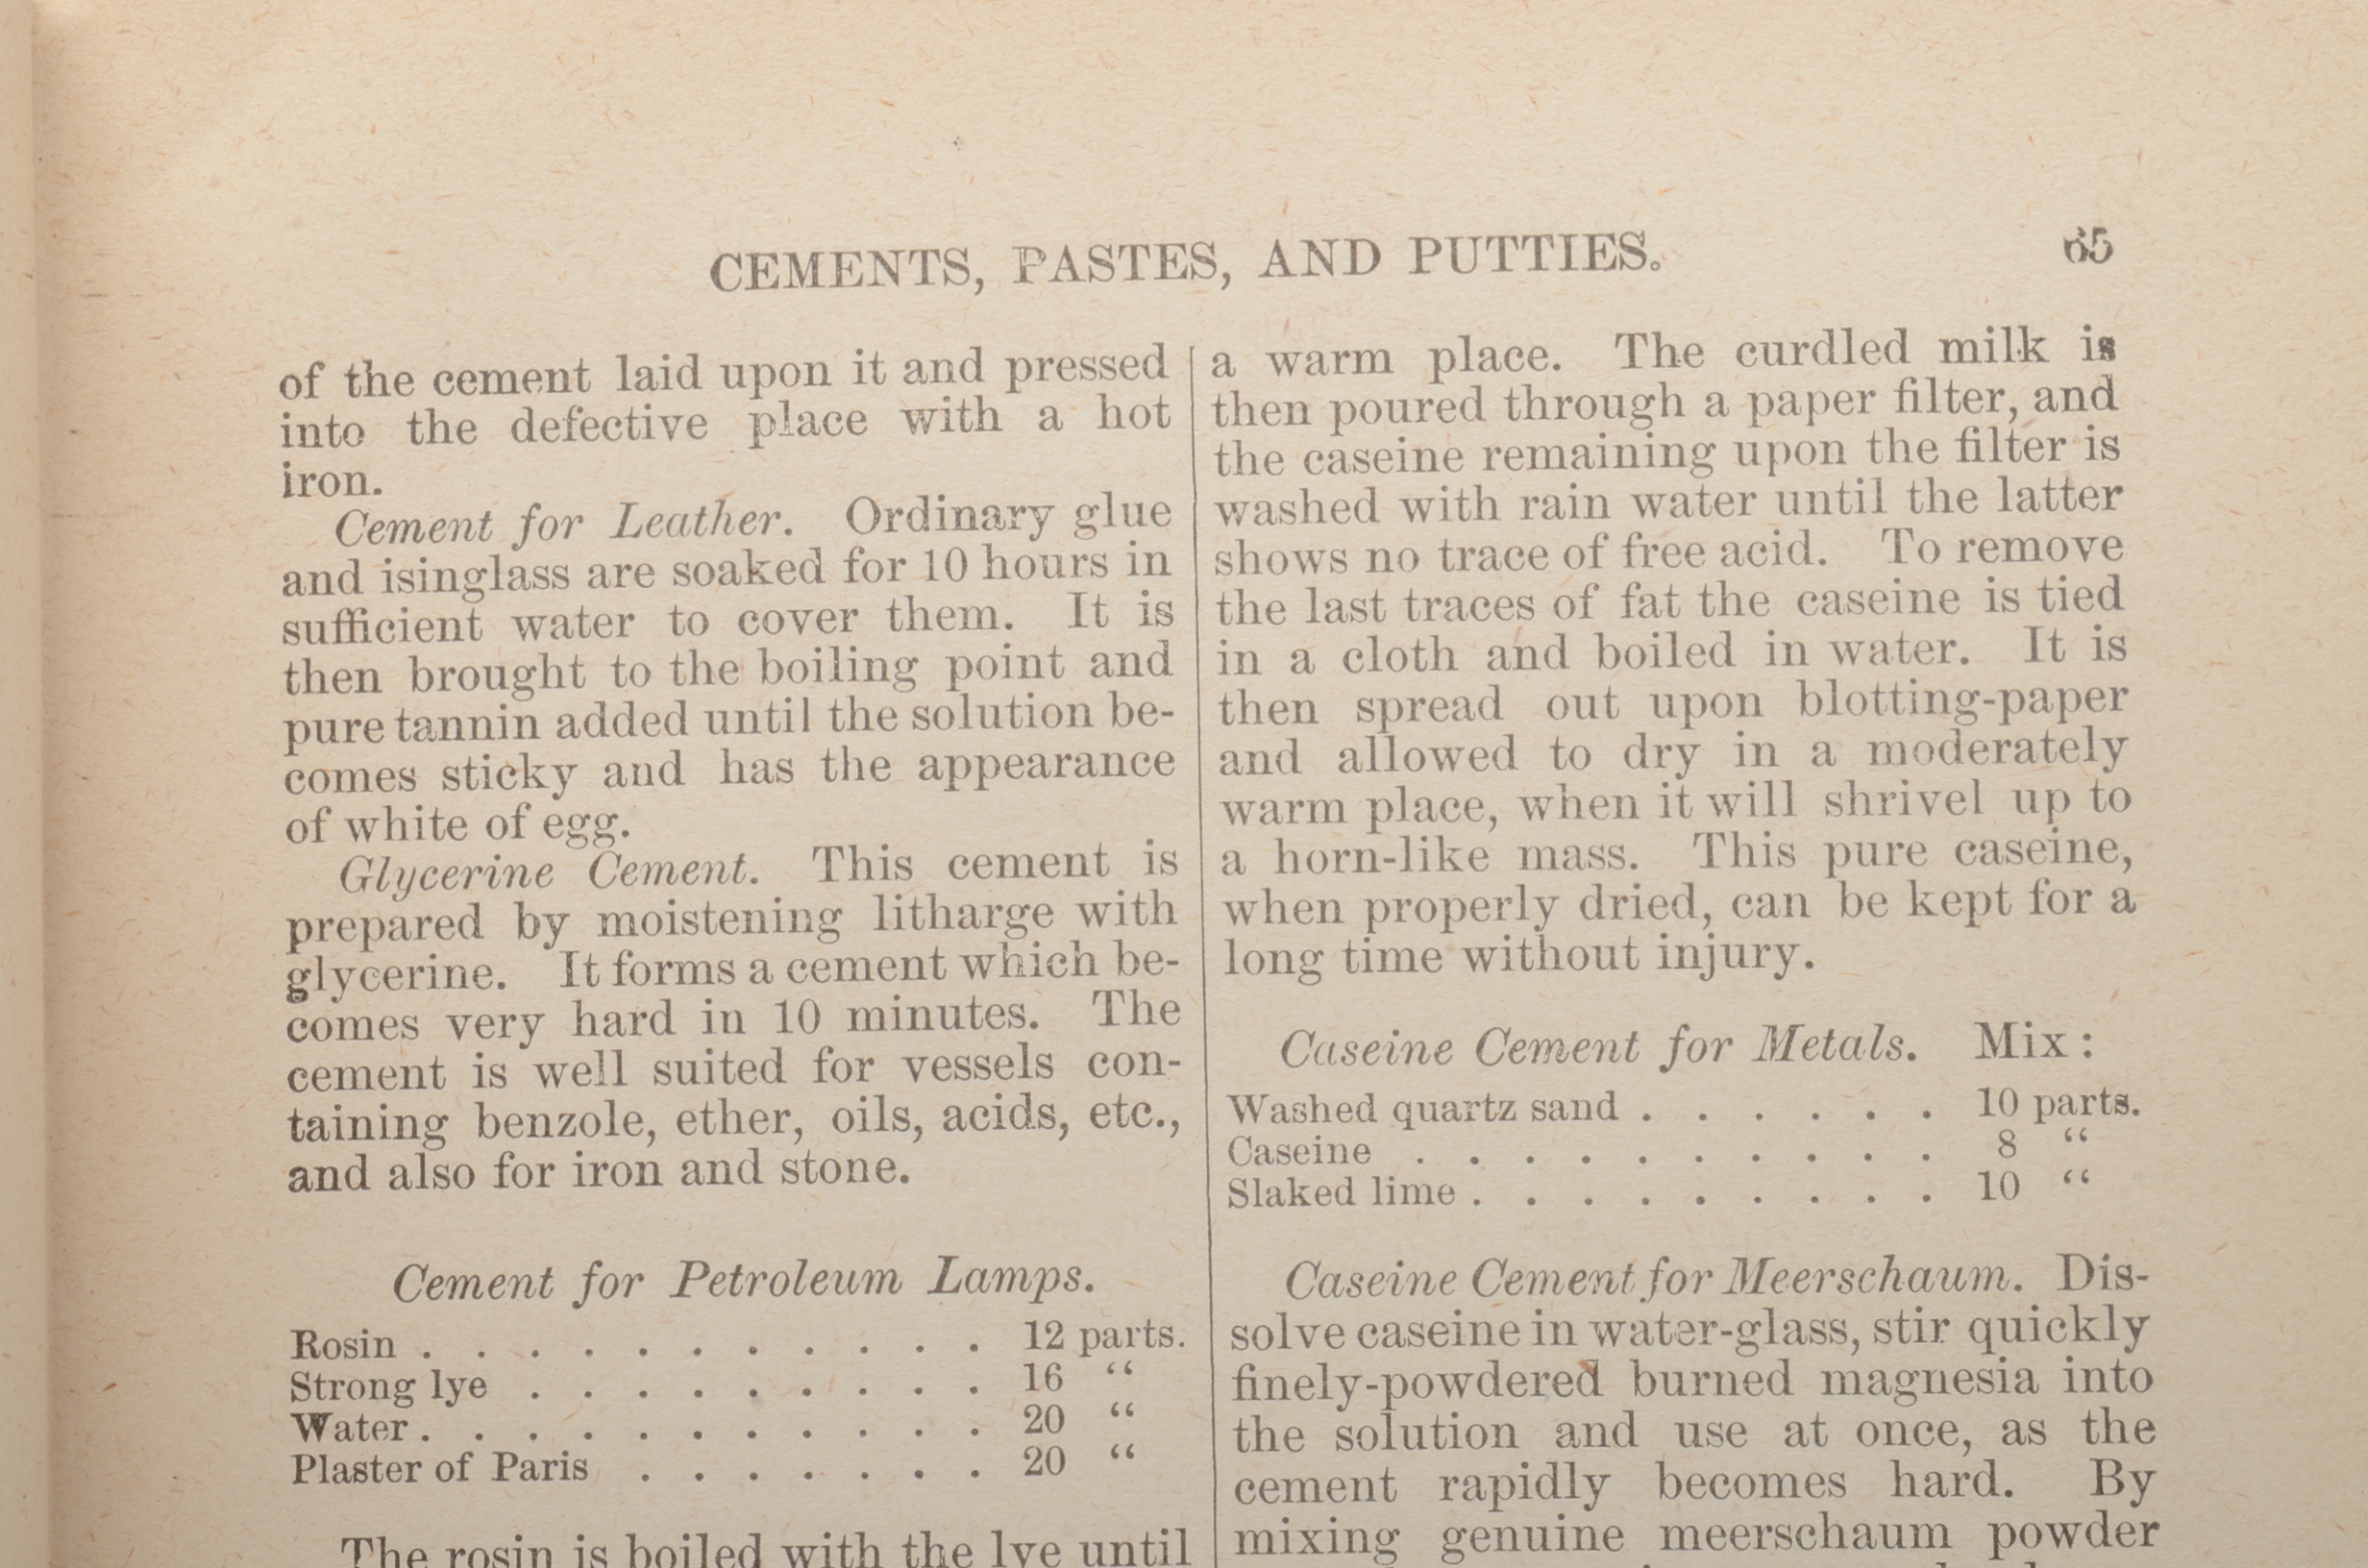 CEMENTS, PASTES, AND PUTTIES.
65
of the cement laid upon it and pressed
into the defective place with a hot
iron.
Cement for Leather. Ordinary glue
and isinglass are soaked for 10 hours in
sufficient water to cover them. It is
then brought to the boiling point and
pure tannin added until the solution be-
comes sticky and has the appearance
of white of egg.
Glycerine Cement. This cement is
prepared by moistening litharge with
glycerine. It forms a cement which be-
comes very hard in 10 minutes. The
cement is well suited for vessels con-
taining benzole, ether, oils, acids, etc.,
and also for iron and stone.
Cement for Petroleum Lamps.
Rosin . . . . . . . . . . . 12 parts.
Strong lye . . . . . . . . . 16 “
Water . . . . . . . . . . . 20 “
Plaster of Paris . . . . . . . 20 “
The rosin is boiled with the lye until
a warm place. The curdled milk is
then poured through a paper filter, and
the caseine remaining upon the filter is
washed with rain water until the latter
shows no trace of free acid. To remove
the last traces of fat the caseine is tied
in a cloth and boiled in water. It is
then spread out upon blotting-paper
and allowed to dry in a moderately
warm place, when it will shrivel up to
a horn-like mass. This pure caseine,
when properly dried, can be kept for a
long time without injury.
Caseine Cement for Metals. Mix:
Washed quartz sand . . . . . . 10 parts.
Caseine . . . . . . . . . . 8 “
Slaked lime . . . . . . . . . 10 “
Caseine Cement for Meerschaum. Dis-
solve caseine in water-glass, stir quickly
finely-powdered burned magnesia into
the solution and use at once, as the
cement rapidly becomes hard. By
mixing genuine meerschaum powder